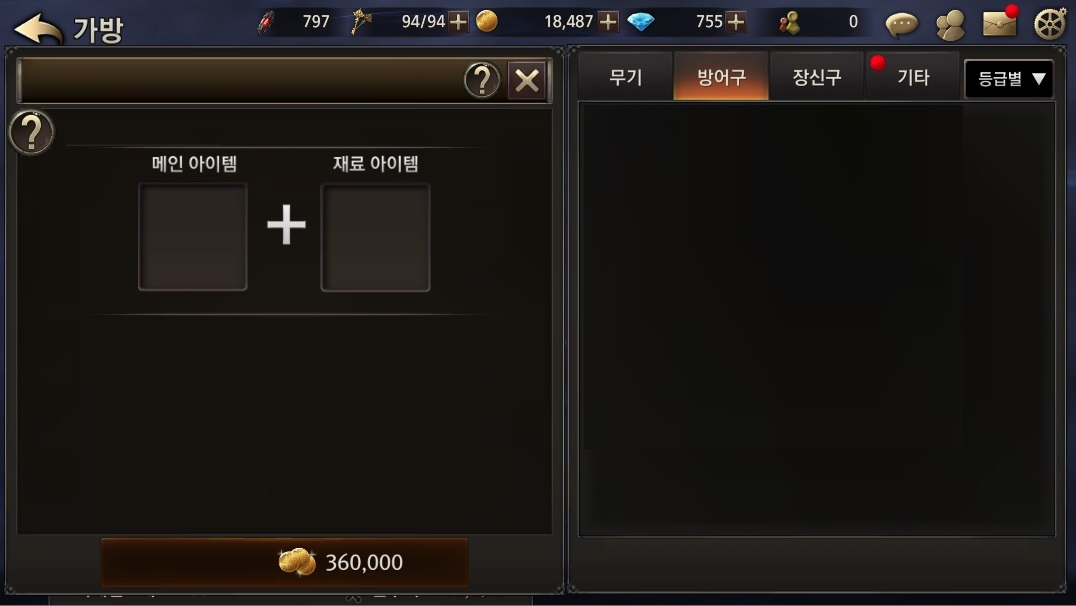 가방
797
94/94
18,487
755
0
무기
방어구
장신구
기타
등급별 ▼
?
?
메인 아이템
재료 아이템
+
360,000